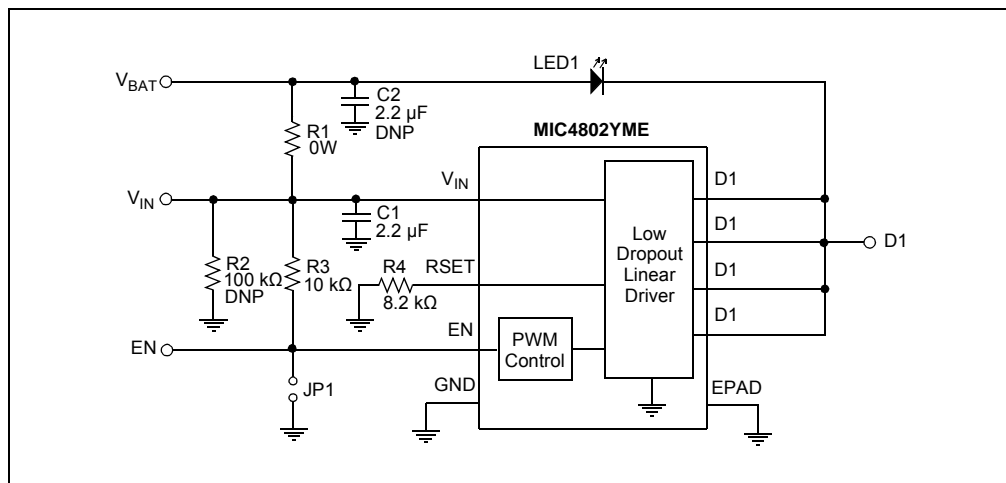 LED1
VBAT
C2
2.2 µF
DNP
R1
0W
MIC4802YME
VIN
VIN
D1
C1
2.2 µF
D1
D1
Low
Dropout
Linear
Driver
R2
100 kΩ
DNP
R3
10 kΩ
R4
8.2 kΩ
RSET
D1
D1
EN
EN
PWM
Control
JP1
GND
EPAD